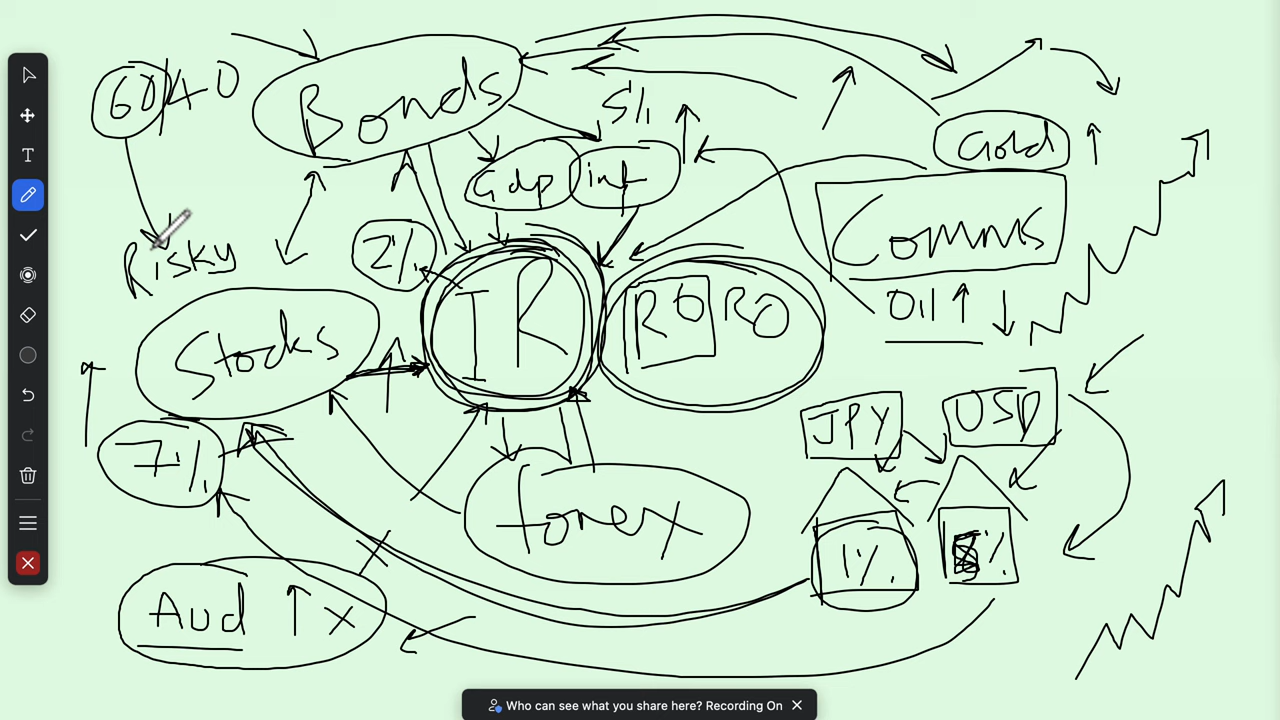 60/40
Bonds
5%
Gdp
inf
Gold
Risky
2%
Comms
Stocks
IR
RORO
Oil
JPY
USD
7%
forex
1%
%
Aud x
T
Who can see what you share here? Recording On